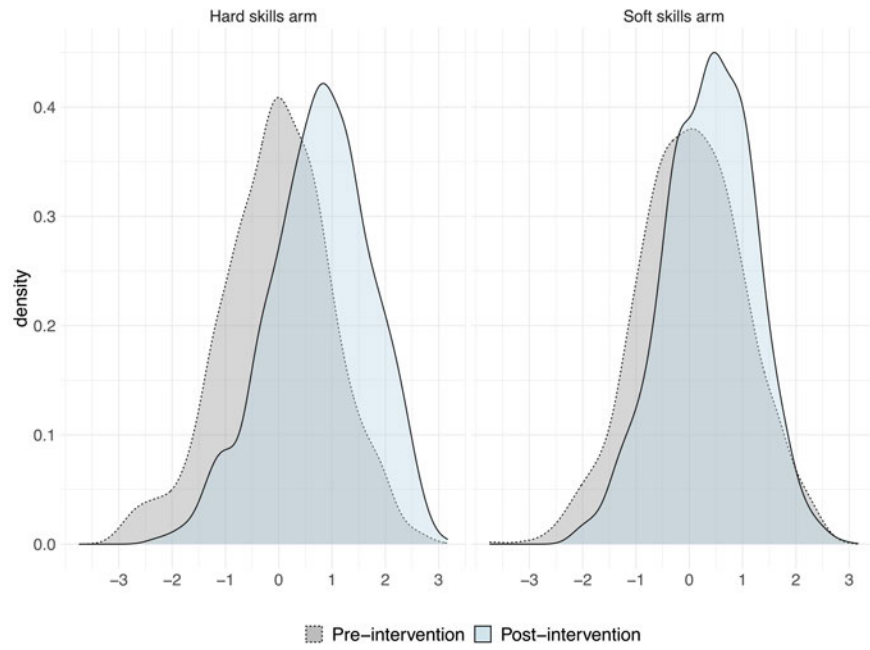 Hard skills arm
Soft skills arm
density
0.4
0.3
0.2
0.1
0.0
−3 −2 −1 0 1 2 3
−3 −2 −1 0 1 2 3
Pre−intervention Post−intervention